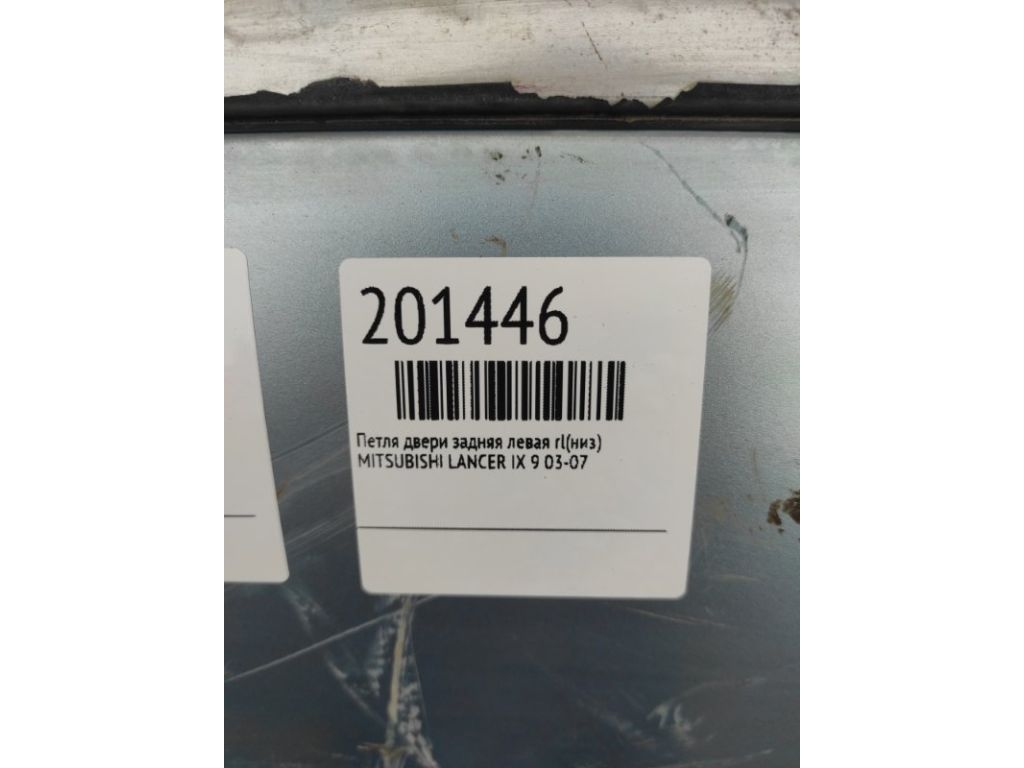 201446
Петля двери задняя левая rl(низ)
MITSUBISHI LANCER IX 9 03-07